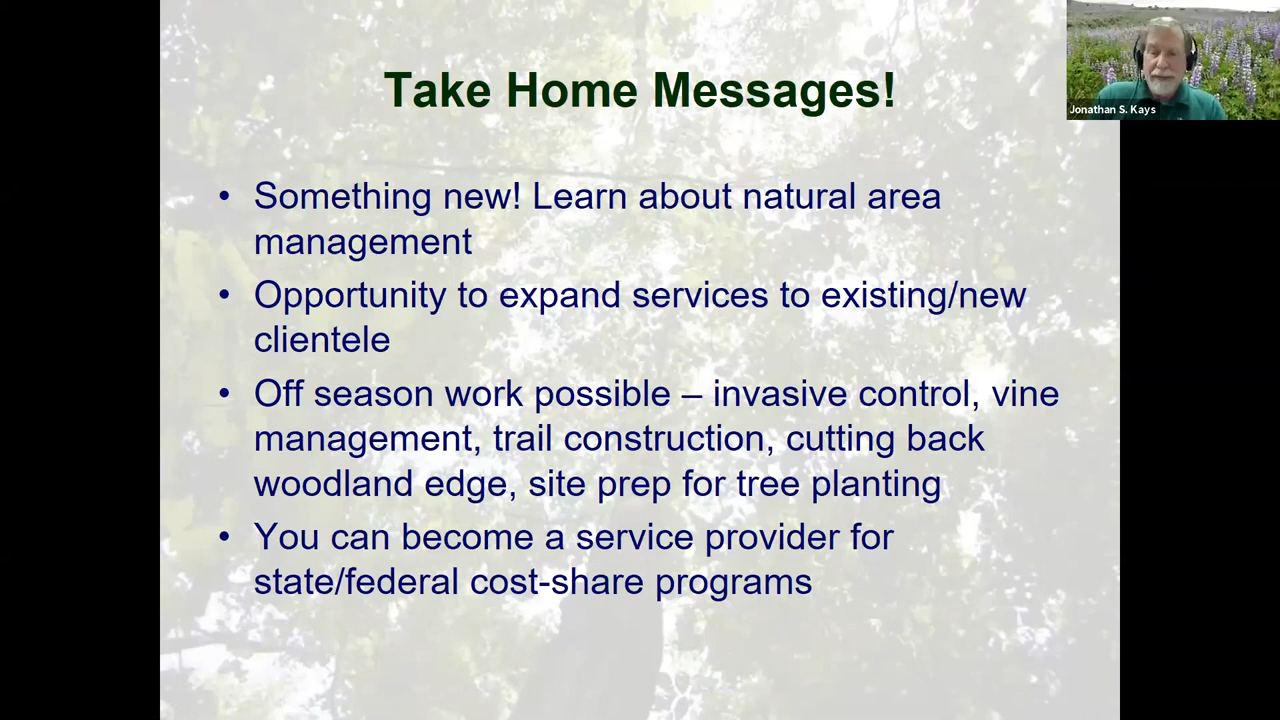 Take Home Messages!
Jonathan S. Kays
• Something new! Learn about natural area
management
• Opportunity to expand services to existing/new
clientele
• Off season work possible – invasive control, vine
management, trail construction, cutting back
woodland edge, site prep for tree planting
• You can become a service provider for
state/federal cost-share programs